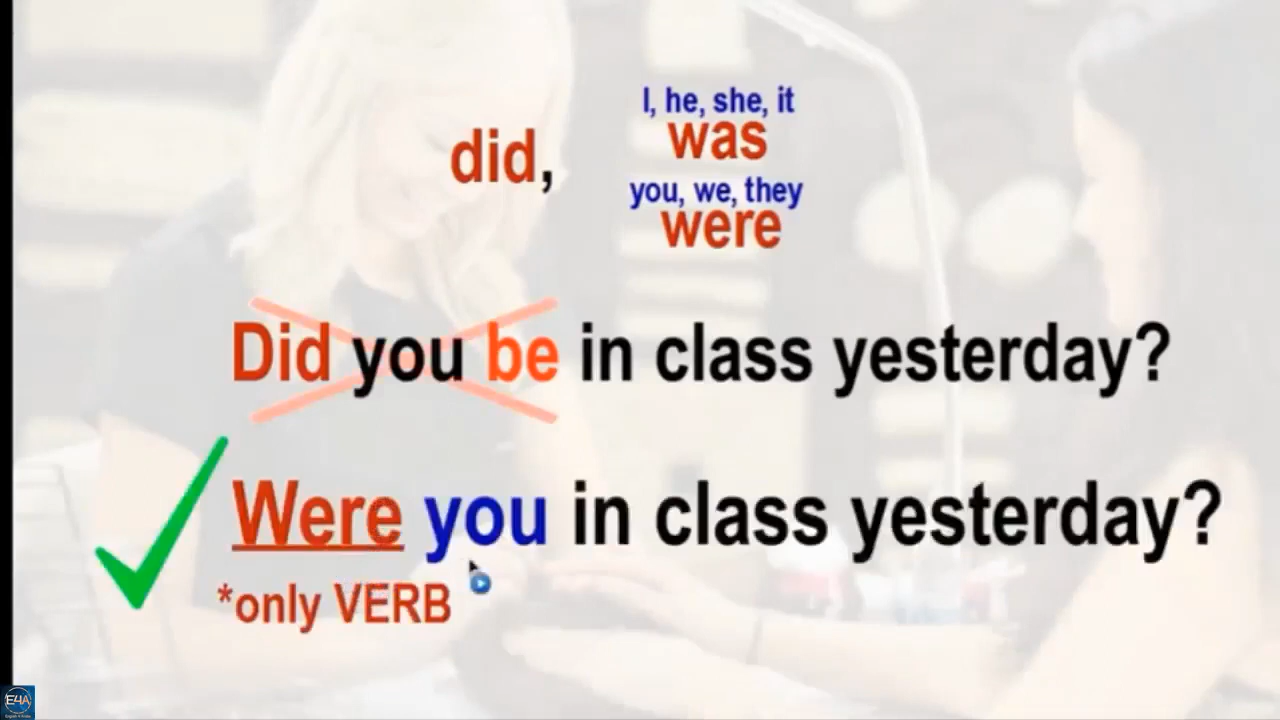 I, he, she, it
did, was
you, we, they
were
Did you be in class yesterday?
Were you in class yesterday?
*only VERB
E4A